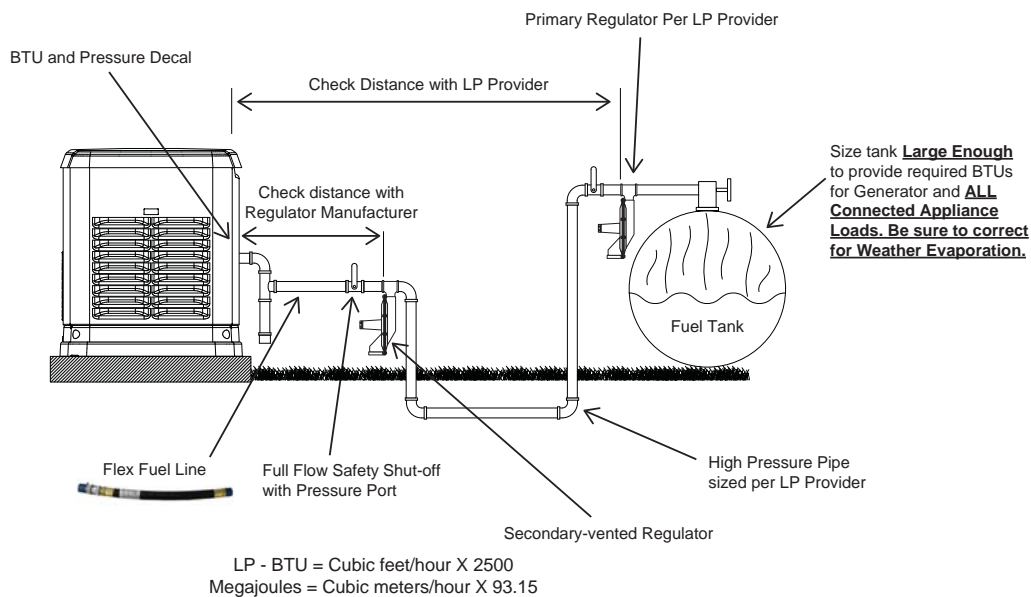 Primary Regulator Per LP Provider
BTU and Pressure Decal
Check Distance with LP Provider
Size tank Large Enough
to provide required BTUs
for Generator and ALL
Connected Appliance
Loads. Be sure to correct
for Weather Evaporation.
Check distance with
Regulator Manufacturer
Fuel Tank
Flex Fuel Line
Full Flow Safety Shut-off
with Pressure Port
High Pressure Pipe
sized per LP Provider
Secondary-vented Regulator
LP - BTU = Cubic feet/hour X 2500
Megajoules = Cubic meters/hour X 93.15